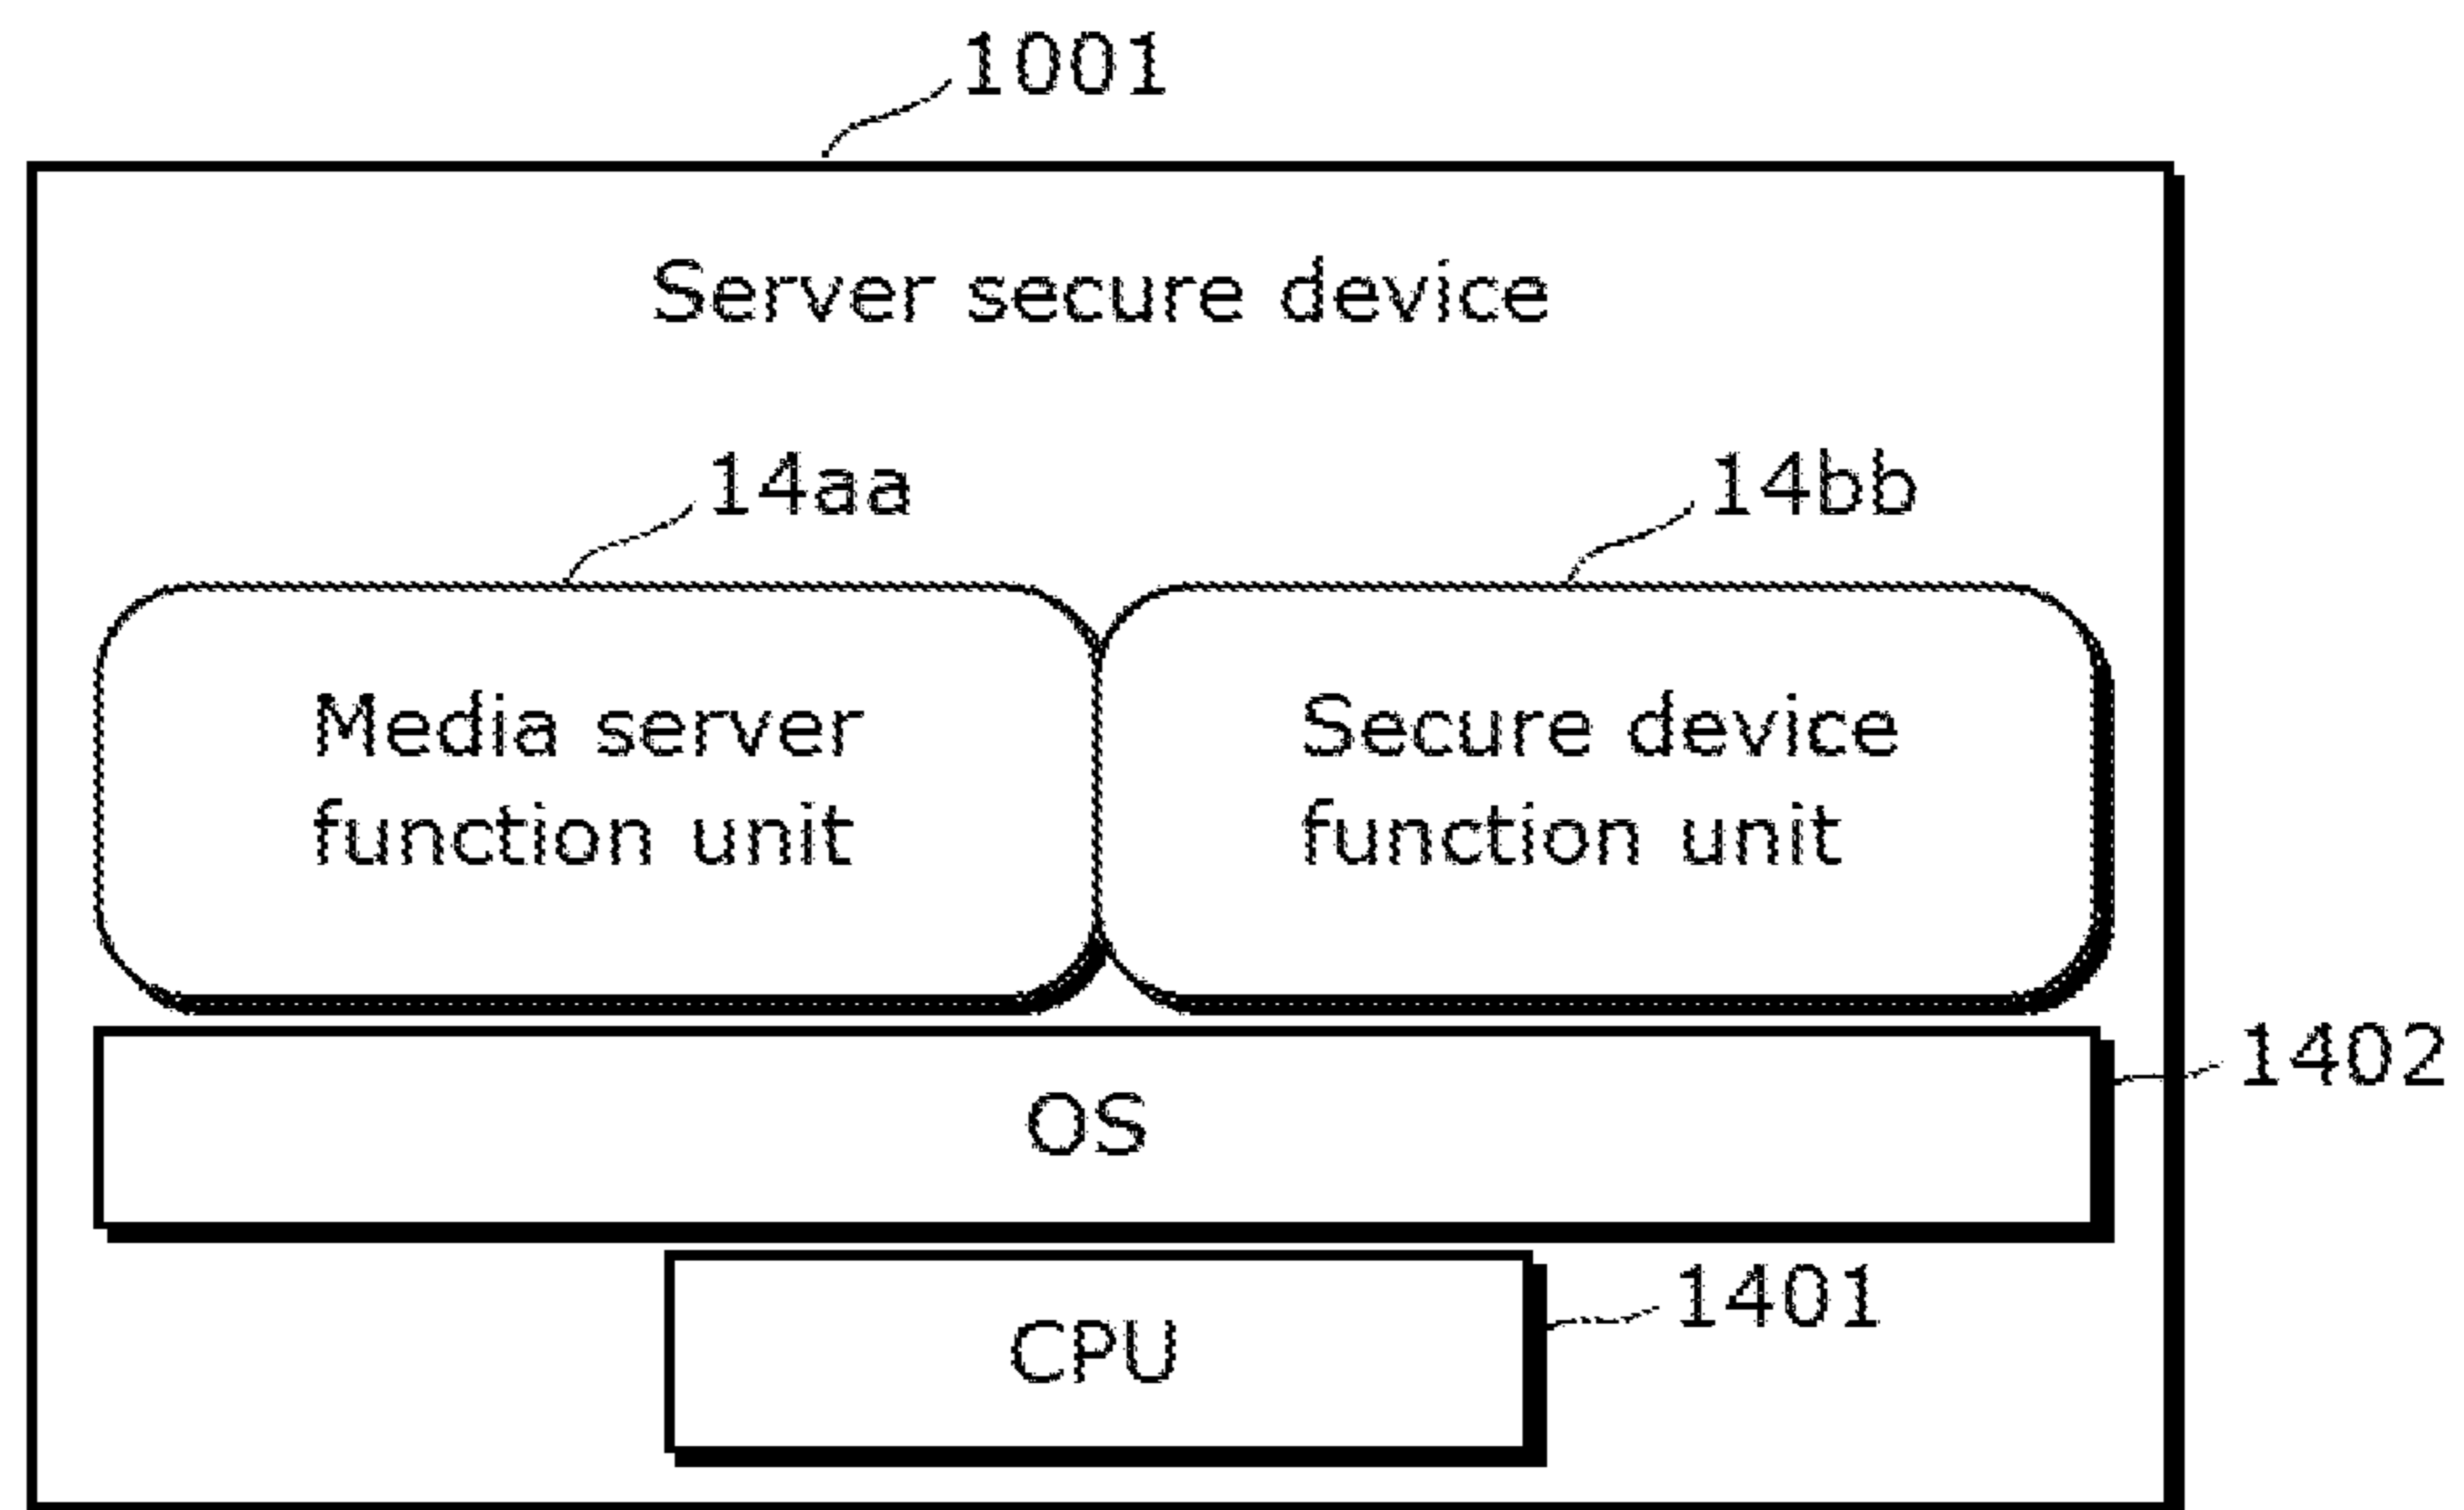 1001
Server secure device
14aa
14bb
Media server
function unit
Secure device
function unit
1402
OS
1401
CPU